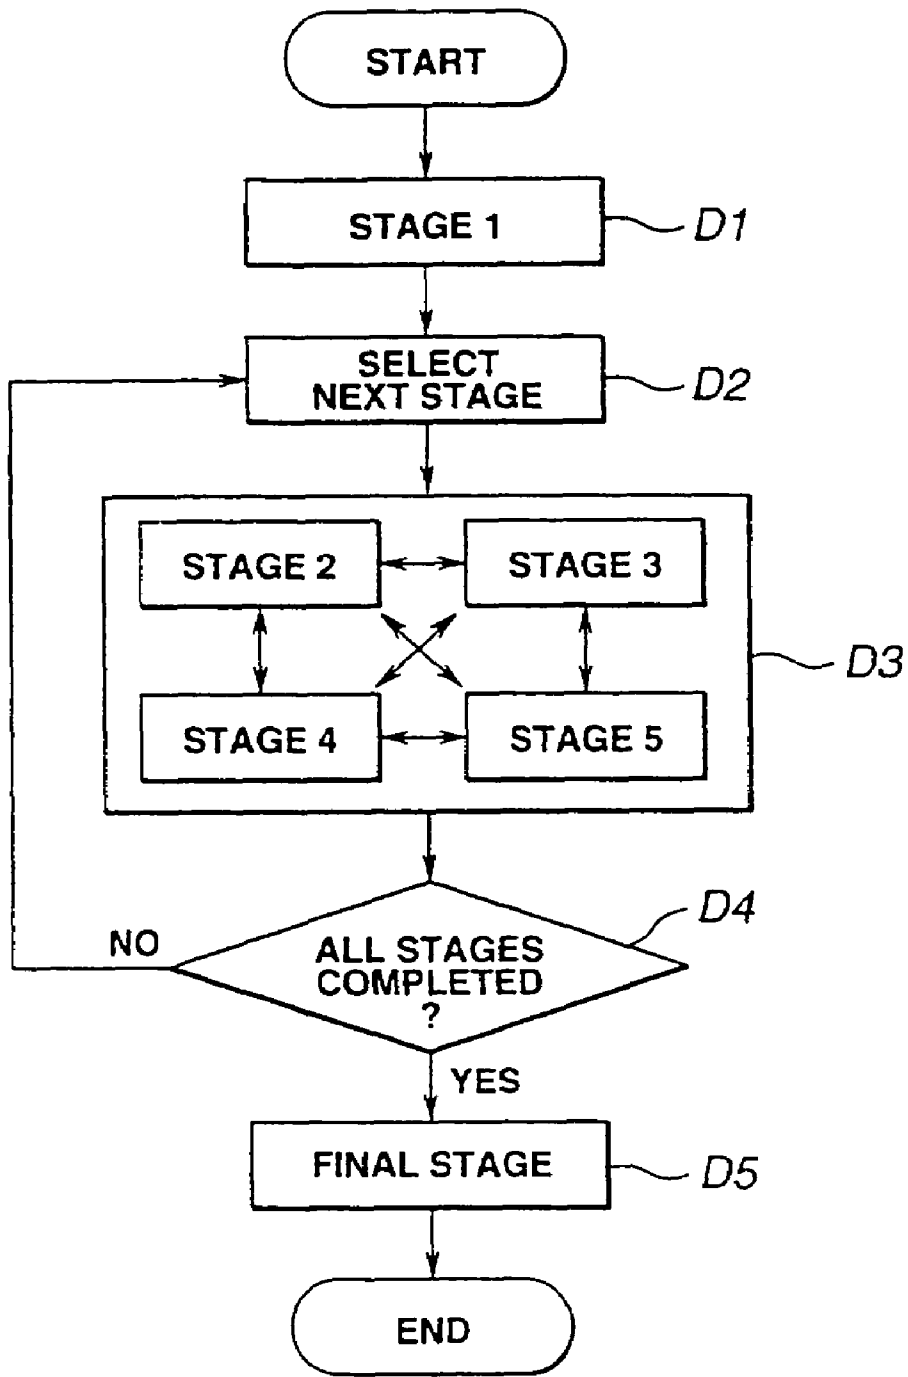 START
STAGE 1
D1
SELECT
NEXT STAGE
D2
STAGE 2
STAGE 3
D3
STAGE 4
STAGE 5
D4
NO
ALL STAGES
COMPLETED
?
YES
FINAL STAGE
D5
END